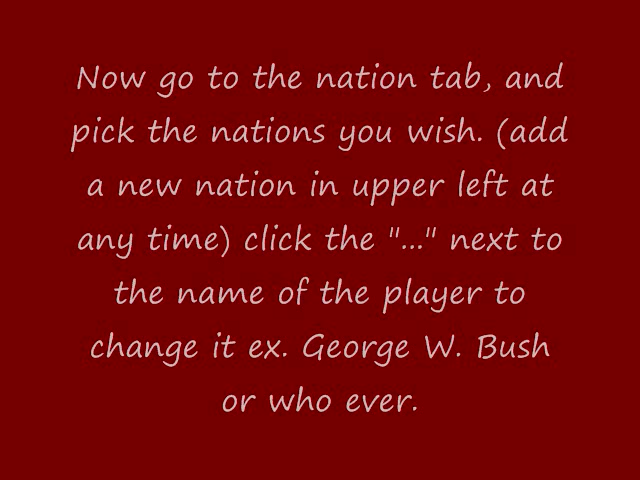 Now go to the nation tab, and
pick the nations you wish. (add
a new nation in upper left at
any time) click the "..." next to
the name of the player to
change it ex. George W. Bush
or who ever.